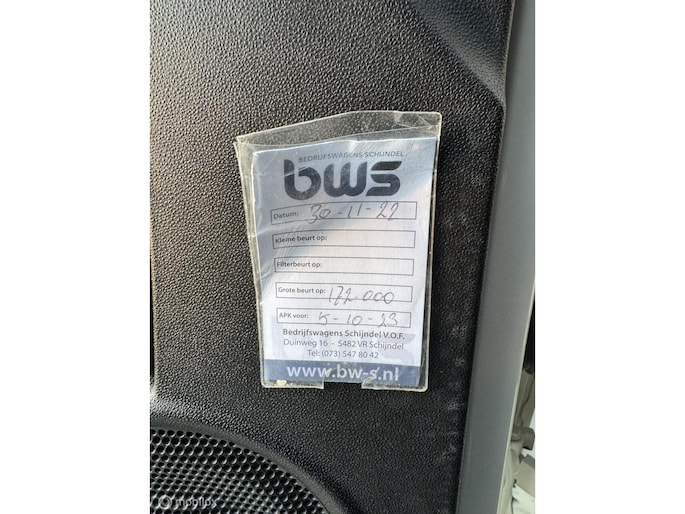 BEDRIJFSWAGENS-SCHIJNDEL
bws
Datum: 30-11-22
Kleine beurt op:
Filterbeurt op:
Grote beurt op: 172.000
APK voor: 5-10-23
Bedrijfswagens Schijndel V.O.F.
Duinweg 16 - 5482 VR Schijndel
Tel: (073) 547 80 42
www.bw-s.nl
© mobilox